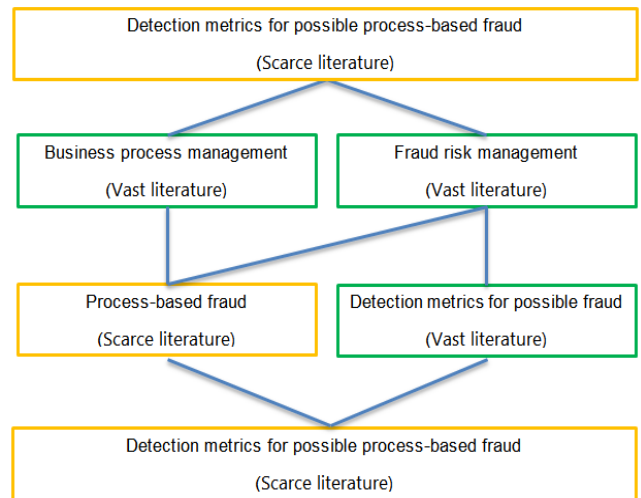 Detection metrics for possible process-based fraud
(Scarce literature)
Business process management
(Vast literature)
Fraud risk management
(Vast literature)
Process-based fraud
(Scarce literature)
Detection metrics for possible fraud
(Vast literature)
Detection metrics for possible process-based fraud
(Scarce literature)